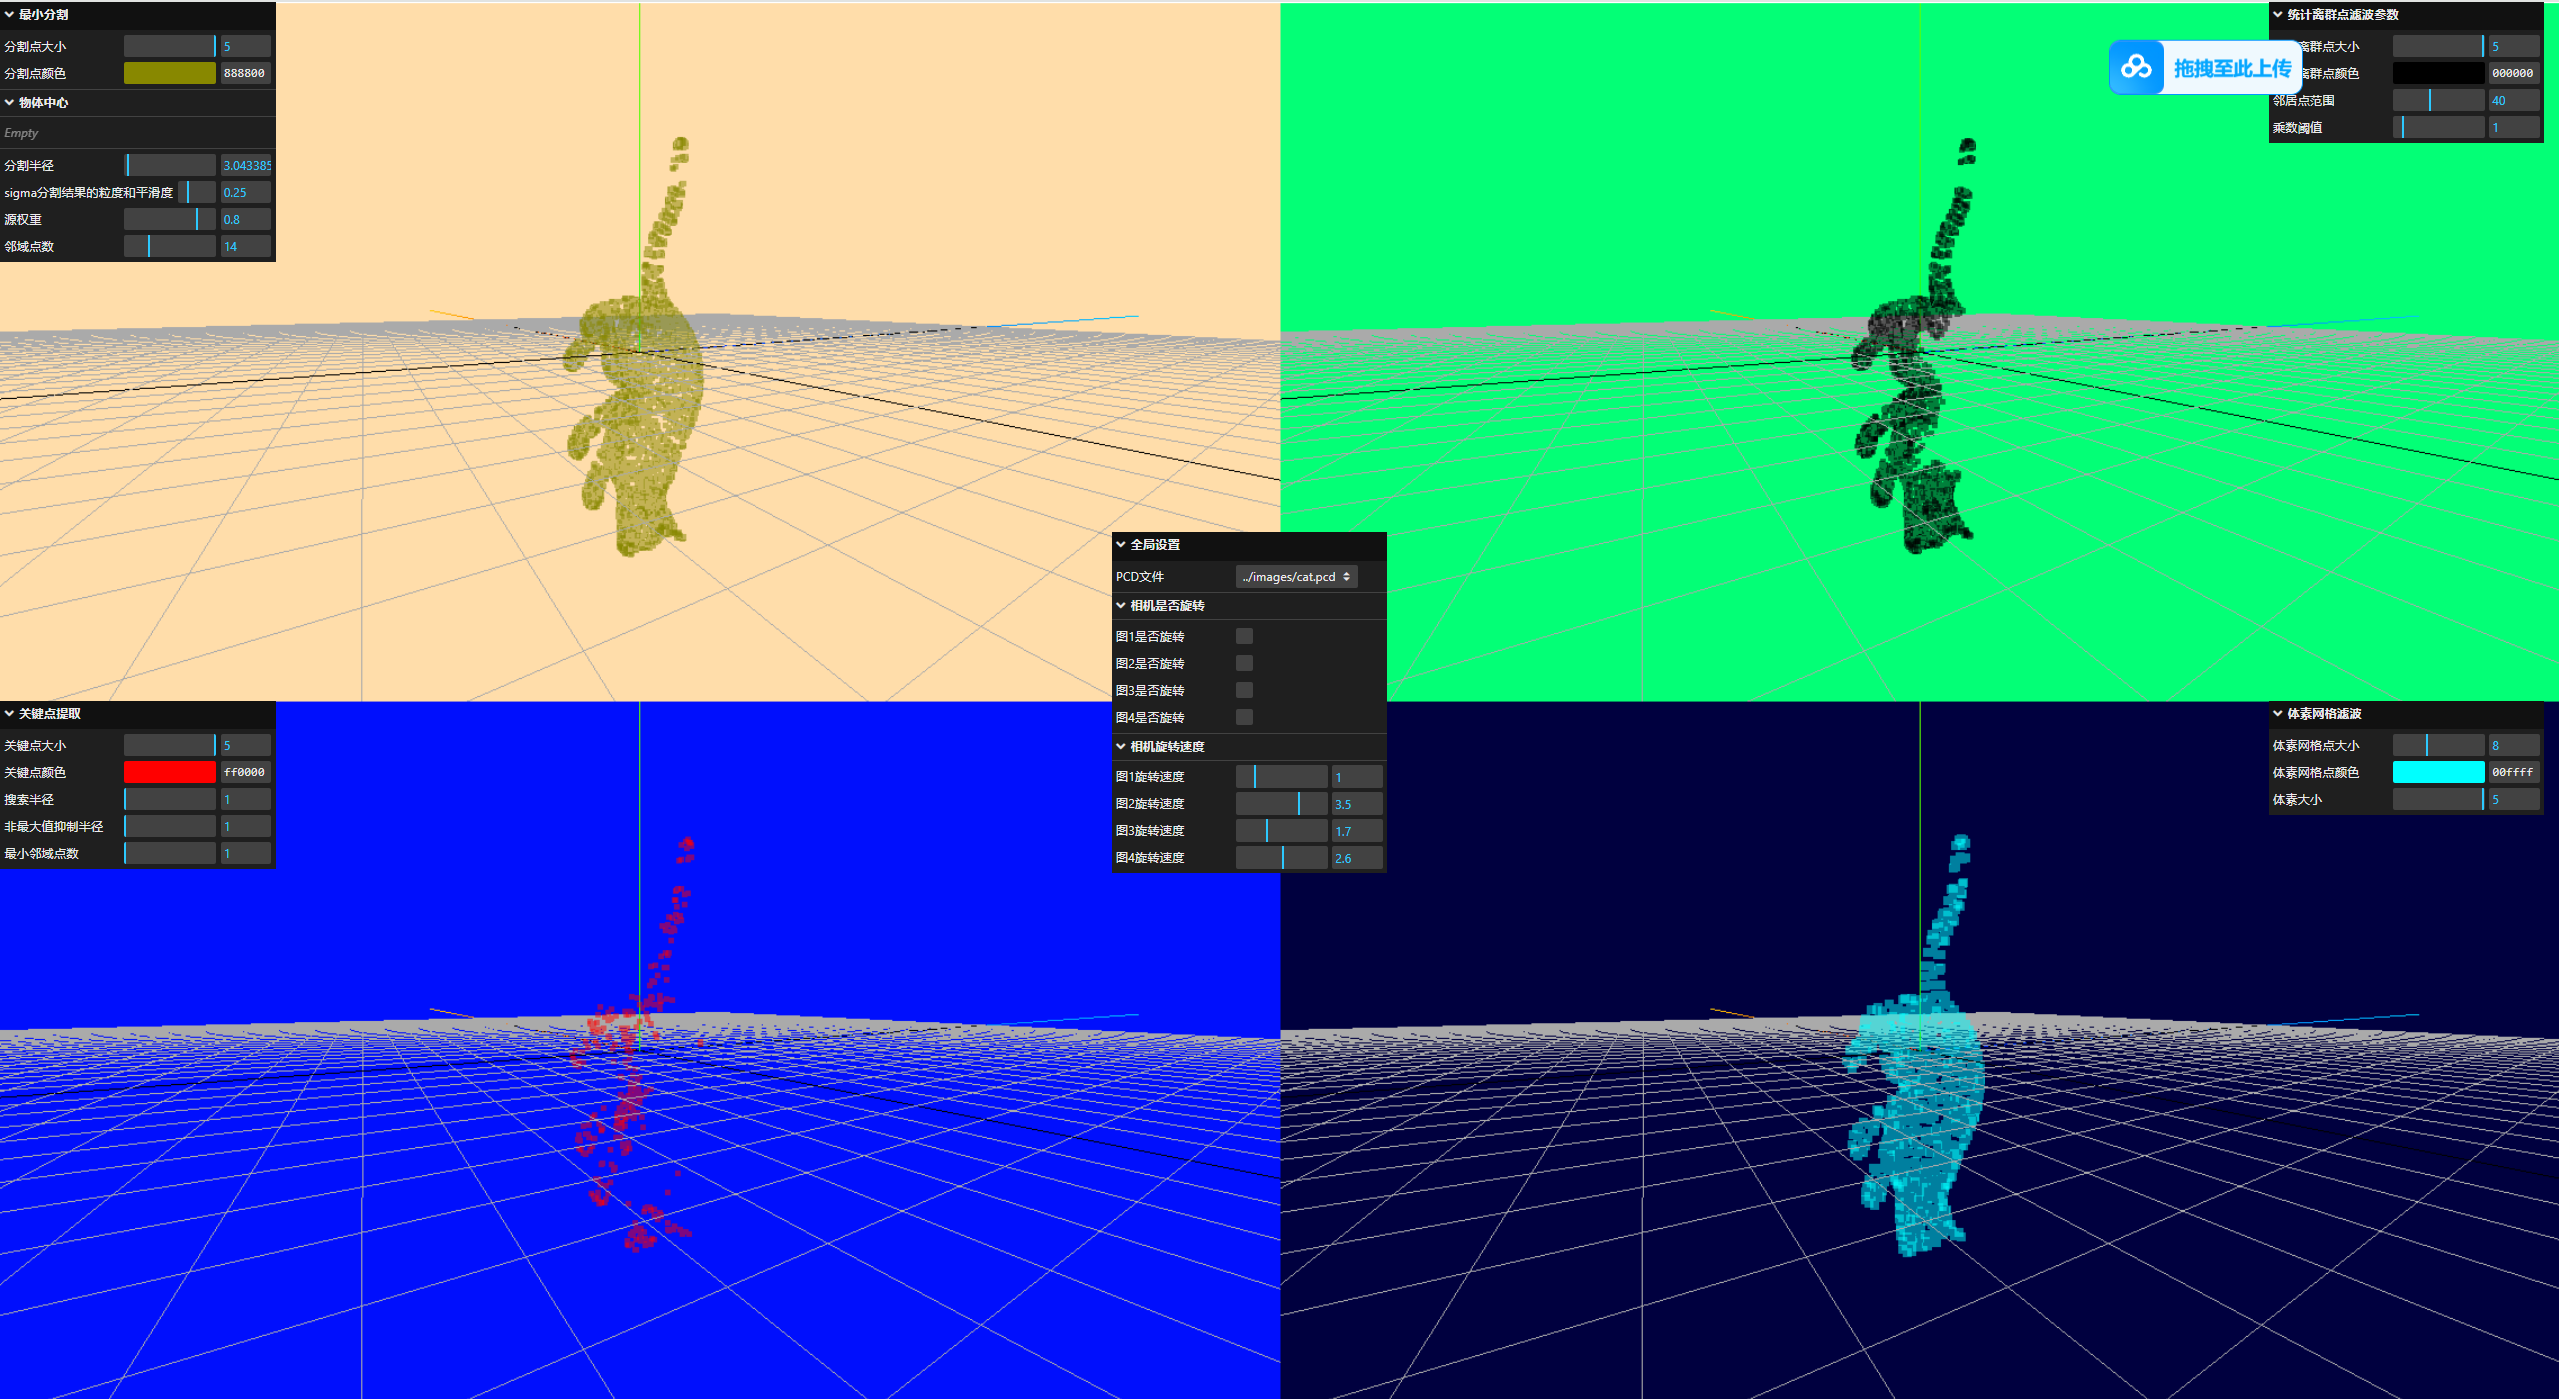 最小分割
分割点大小 5
分割点颜色 888800
物体中心
Empty
分割半径 3.043385
sigma分割结果的粒度和平滑度 0.25
源权重 0.8
邻域点数 14
统计离群点滤波参数
离群点大小 5
离群点颜色 000000
邻居点范围 40
乘数阈值 1
拖拽至此上传
全局设置
PCD文件 ../images/cat.pcd
相机是否旋转
图1是否旋转
图2是否旋转
图3是否旋转
图4是否旋转
相机旋转速度
图1旋转速度 1
图2旋转速度 3.5
图3旋转速度 1.7
图4旋转速度 2.6
关键点提取
关键点大小 5
关键点颜色 ff0000
搜索半径 1
非最大值抑制半径 1
最小邻域点数 1
体素网格滤波
体素网格点大小 8
体素网格点颜色 00ffff
体素大小 5